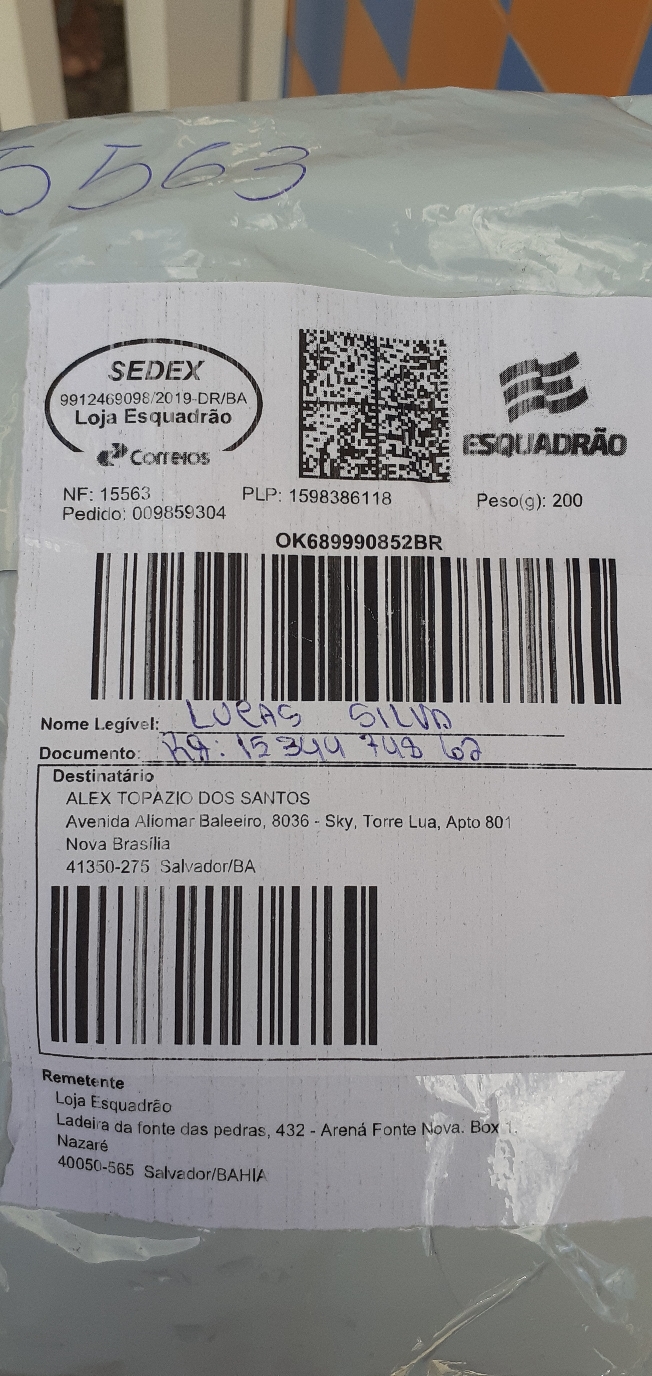 5563
SEDEX
9912469098/2019-DR/BA
Loja Esquadrão
Correios
ESQUADRÃO
NF: 15563 PLP: 1598386118 Peso(g): 200
Pedido: 009859304
OK689990852BR
Nome Legível: LUCAS SILVA
Documento: Rg: 15344 748 62
Destinatário
ALEX TOPAZIO DOS SANTOS
Avenida Aliomar Baleeiro, 8036 - Sky, Torre Lua, Apto 801
Nova Brasília
41350-275 Salvador/BA
Remetente
Loja Esquadrão
Ladeira da fonte das pedras, 432 - Arená Fonte Nova. Box 1.
Nazaré
40050-565 Salvador/BAHIA